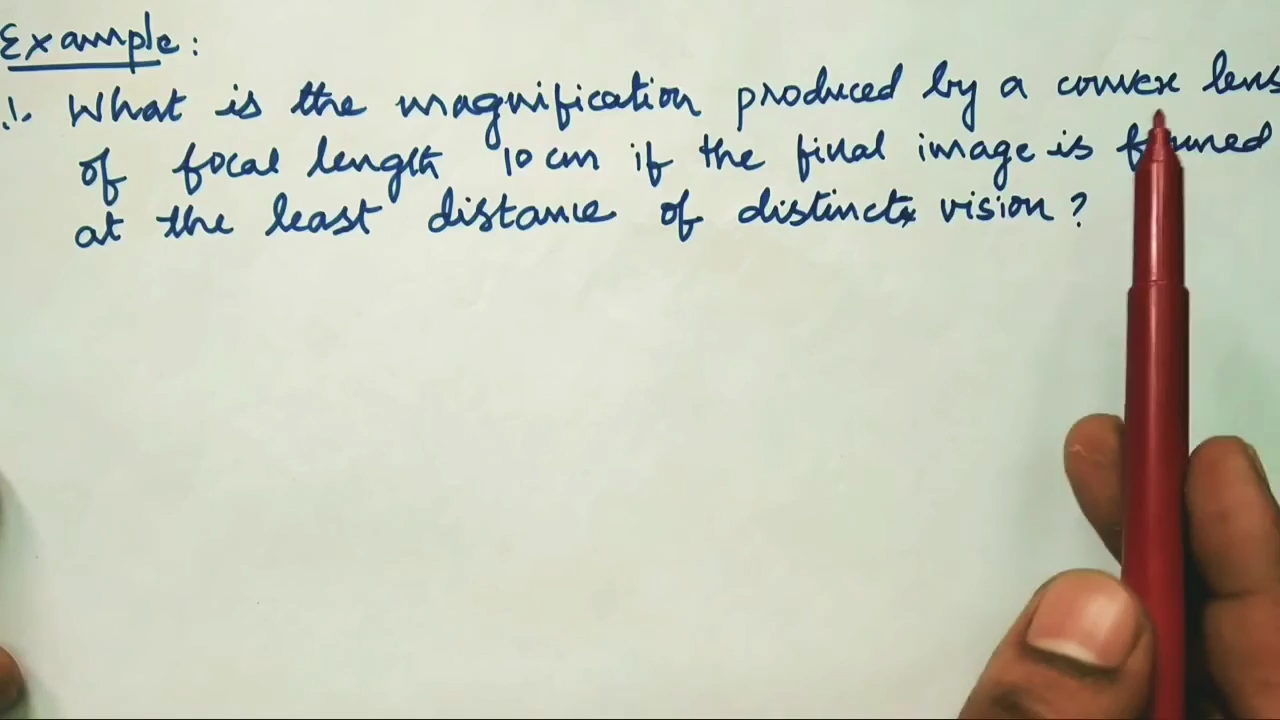 Example:
1. What is the magnification produced by a convex lens
of focal length 10 cm if the final image is formed
at the least distance of distinct vision?